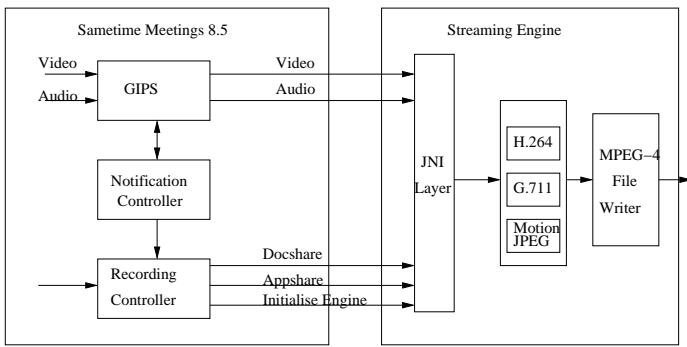 Sametime Meetings 8.5
Streaming Engine
Video
Audio
GIPS
Video
Audio
Notification
Controller
Recording
Controller
Docshare
Appshare
Initialise Engine
JNI
Layer
H.264
G.711
Motion
JPEG
MPEG−4
File
Writer